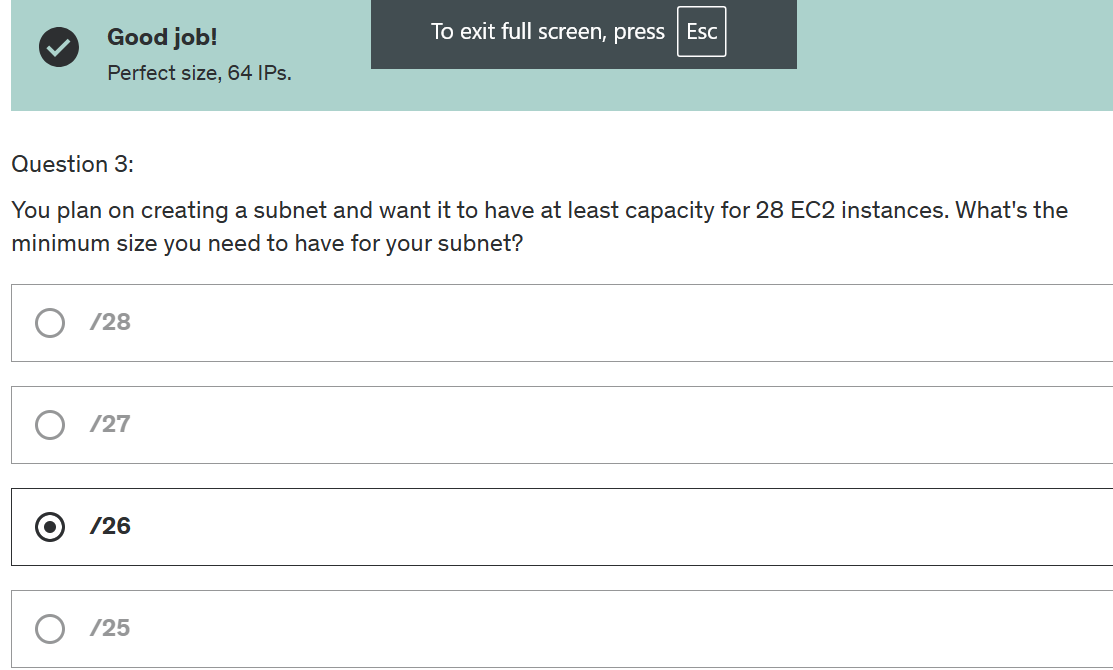 Good job!
To exit full screen, press Esc
Perfect size, 64 IPs.
Question 3:
You plan on creating a subnet and want it to have at least capacity for 28 EC2 instances. What's the
minimum size you need to have for your subnet?
/28
/27
/26
/25